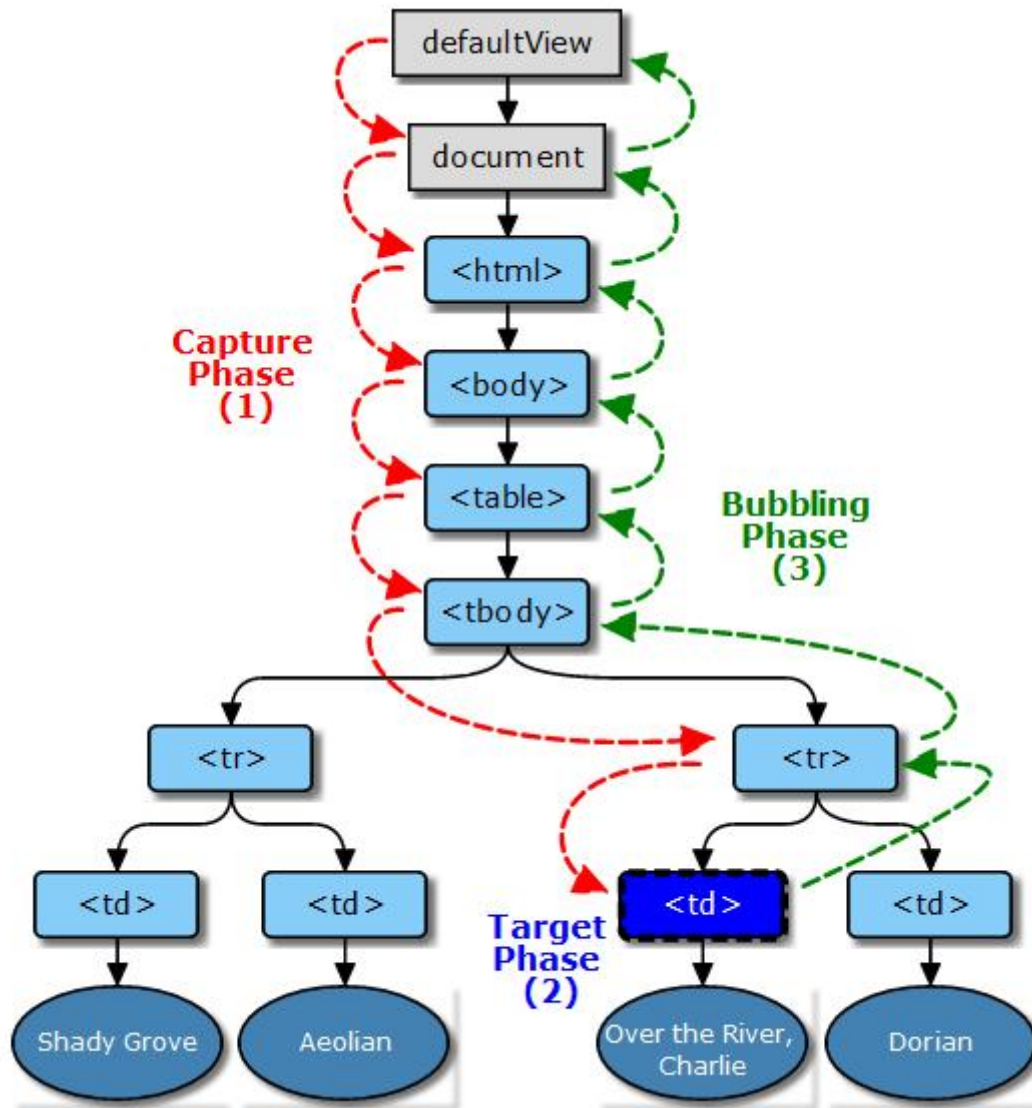 defaultView
document
<html>
Capture
Phase
(1)
<body>
<table>
Bubbling
Phase
(3)
<tbody>
<tr>
<tr>
<td>
<td>
<td>
<td>
Target
Phase
(2)
Shady Grove
Aeolian
Over the River,
Charlie
Dorian